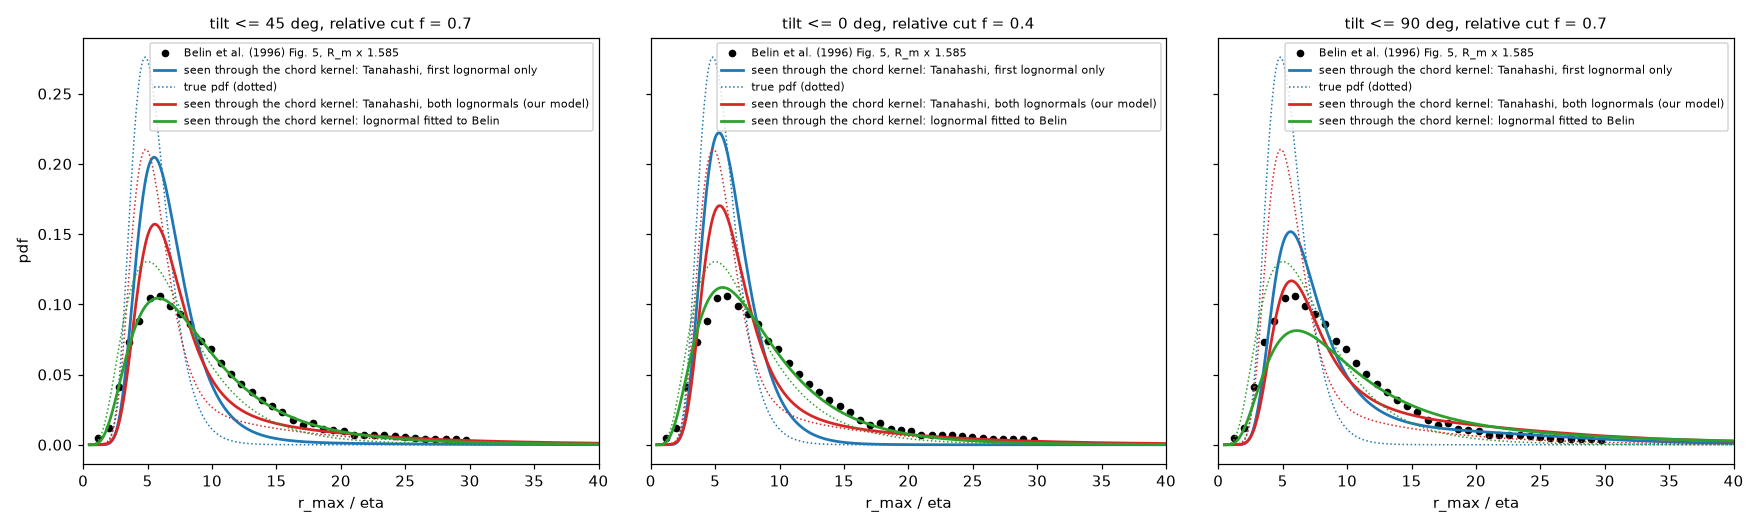 tilt <= 45 deg, relative cut f = 0.7
Belin et al. (1996) Fig. 5, R_m x 1.585
seen through the chord kernel: Tanahashi, first lognormal only
true pdf (dotted)
seen through the chord kernel: Tanahashi, both lognormals (our model)
seen through the chord kernel: lognormal fitted to Belin
pdf
0.25
0.20
0.15
0.10
0.05
0.00
0 5 10 15 20 25 30 35 40
r_max / eta
tilt <= 0 deg, relative cut f = 0.4
Belin et al. (1996) Fig. 5, R_m x 1.585
seen through the chord kernel: Tanahashi, first lognormal only
true pdf (dotted)
seen through the chord kernel: Tanahashi, both lognormals (our model)
seen through the chord kernel: lognormal fitted to Belin
0 5 10 15 20 25 30 35 40
r_max / eta
tilt <= 90 deg, relative cut f = 0.7
Belin et al. (1996) Fig. 5, R_m x 1.585
seen through the chord kernel: Tanahashi, first lognormal only
true pdf (dotted)
seen through the chord kernel: Tanahashi, both lognormals (our model)
seen through the chord kernel: lognormal fitted to Belin
0 5 10 15 20 25 30 35 40
r_max / eta